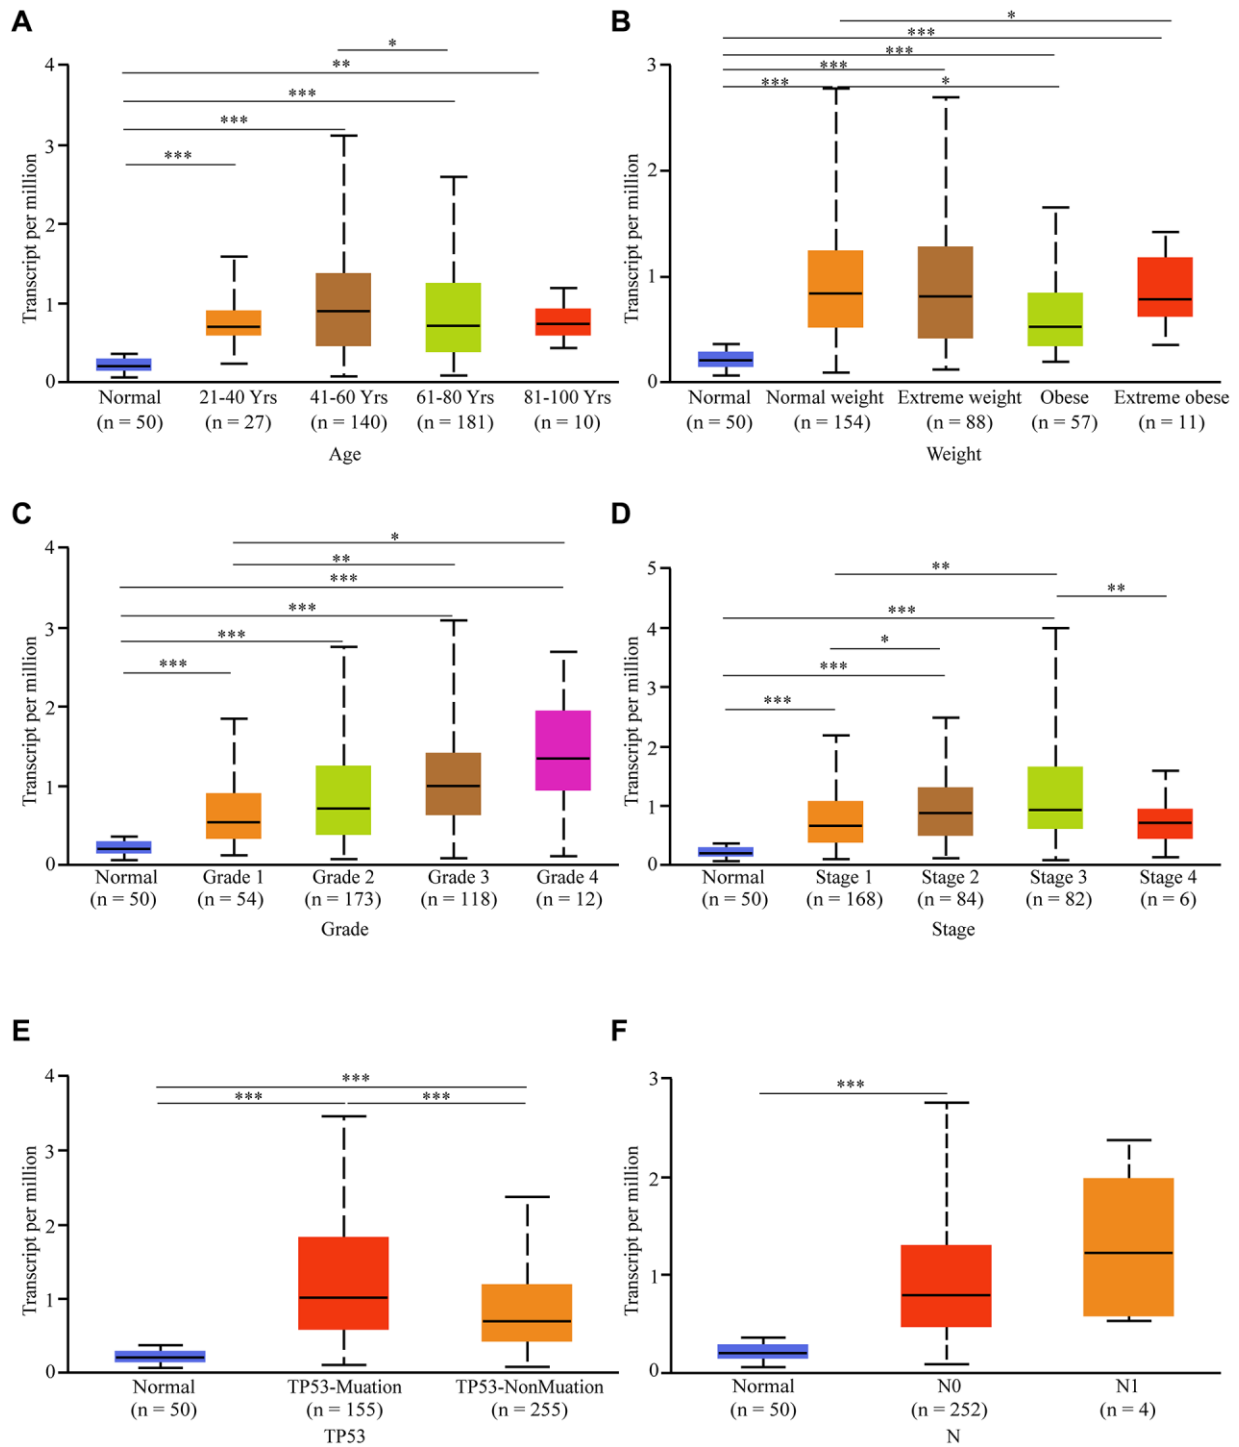 A
*
**
***
***
***
4
3
2
1
0
Transcript per million
Normal 21-40 Yrs 41-60 Yrs 61-80 Yrs 81-100 Yrs
(n = 50) (n = 27) (n = 140) (n = 181) (n = 10)
Age
B
*
***
***
***
*** *
3
2
1
0
Transcript per million
Normal Normal weight Extreme weight Obese Extreme obese
(n = 50) (n = 154) (n = 88) (n = 57) (n = 11)
Weight
C
*
**
***
***
***
***
4
3
2
1
0
Transcript per million
Normal Grade 1 Grade 2 Grade 3 Grade 4
(n = 50) (n = 54) (n = 173) (n = 118) (n = 12)
Grade
D
**
**
***
*
***
***
5
4
3
2
1
0
Transcript per million
Normal Stage 1 Stage 2 Stage 3 Stage 4
(n = 50) (n = 168) (n = 84) (n = 82) (n = 6)
Stage
E
***
*** ***
4
3
2
1
0
Transcript per million
Normal TP53-Muation TP53-NonMuation
(n = 50) (n = 155) (n = 255)
TP53
F
***
3
2
1
0
Transcript per million
Normal N0 N1
(n = 50) (n = 252) (n = 4)
N